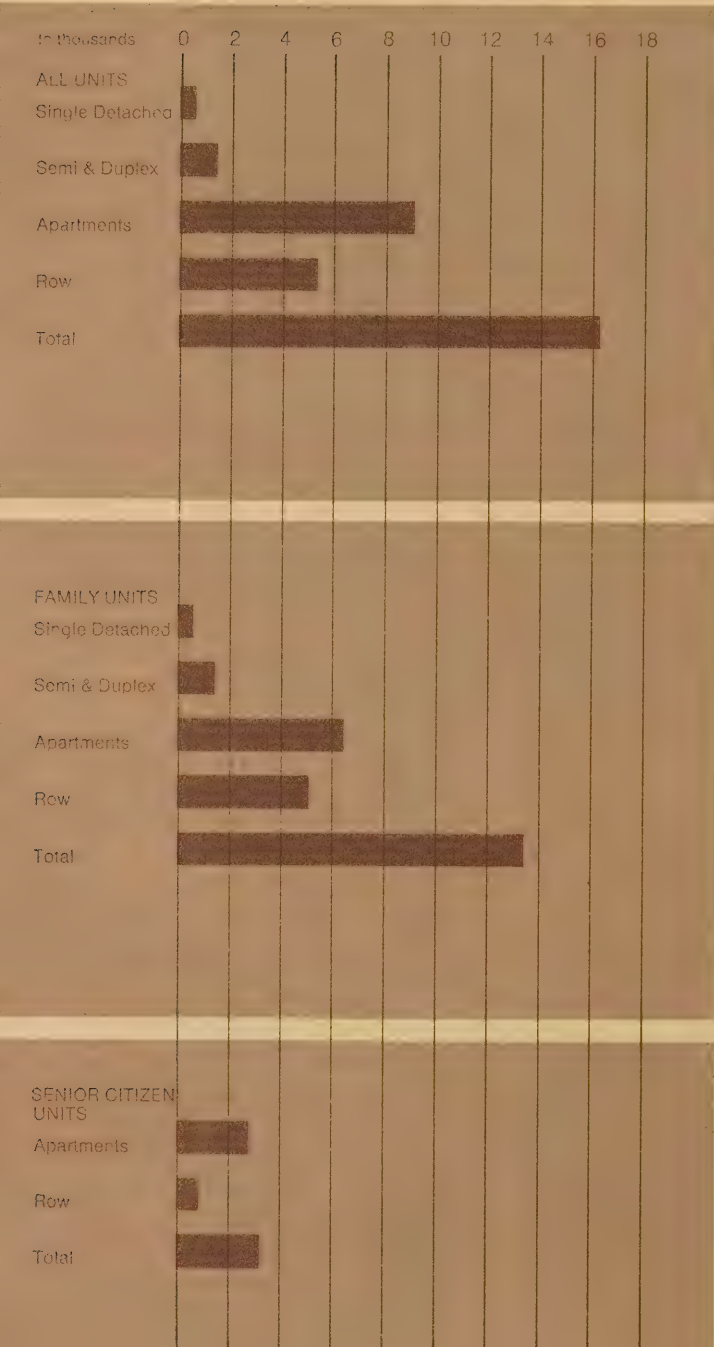 In thousands 0 2 4 6 8 10 12 14 16 18
ALL UNITS
Single Detached
Semi & Duplex
Apartments
Row
Total
FAMILY UNITS
Single Detached
Semi & Duplex
Apartments
Row
Total
SENIOR CITIZEN
UNITS
Apartments
Row
Total